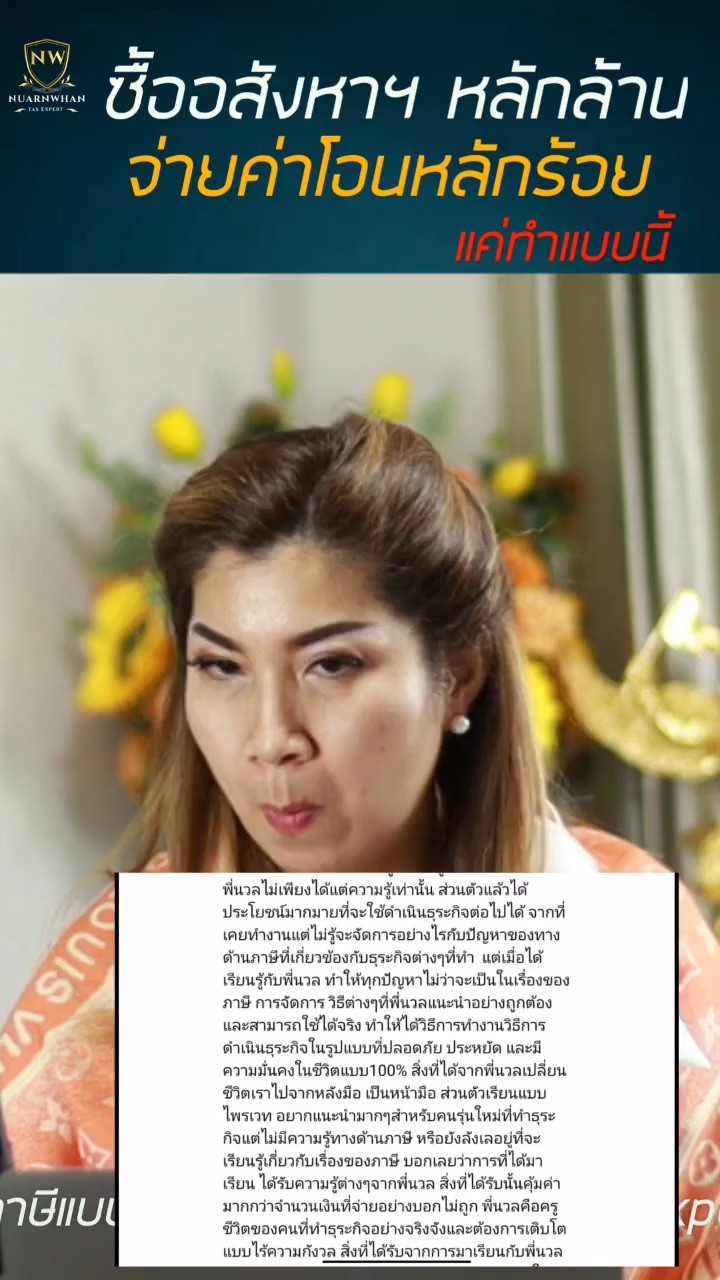 NW
NUARNWHAN
TAX EXPERT
ซื้ออสังหาฯ หลักล้าน
จ่ายค่าโอนหลักร้อย
แค่ทำแบบนี้
พี่นวลไม่เพียงได้แต่ความรู้เท่านั้น ส่วนตัวแล้วได้
ประโยชน์มากมายที่จะใช้ดำเนินธุระกิจต่อไปได้ จากที่
เคยทำงานแต่ไม่รู้จะจัดการอย่างไรกับปัญหาของทาง
ด้านภาษีที่เกี่ยวข้องกับธุระกิจต่างๆที่ทำ แต่เมื่อได้
เรียนรู้กับพี่นวล ทำให้ทุกปัญหาไม่ว่าจะเป็นในเรื่องของ
ภาษี การจัดการ วิธีต่างๆที่พี่นวลแนะนำอย่างถูกต้อง
และสามารถใช้ได้จริง ทำให้ได้วิธีการทำงานวิธีการ
ดำเนินธุระกิจในรูปแบบที่ปลอดภัย ประหยัด และมี
ความมั่นคงในชีวิตแบบ100% สิ่งที่ได้จากพี่นวลเปลี่ยน
ชีวิตเราไปจากหลังมือ เป็นหน้ามือ ส่วนตัวเรียนแบบ
ไพรเวท อยากแนะนำมากๆสำหรับคนรุ่นใหม่ที่ทำธุระ
กิจแต่ไม่มีความรู้ทางด้านภาษี หรือยังลังเลอยู่ที่จะ
เรียนรู้เกี่ยวกับเรื่องของภาษี บอกเลยว่าการที่ได้มา
เรียน ได้รับความรู้ต่างๆจากพี่นวล สิ่งที่ได้รับนั้นคุ้มค่า
มากกว่าจำนวนเงินที่จ่ายอย่างบอกไม่ถูก พี่นวลคือครู
ชีวิตของคนที่ทำธุระกิจอย่างจริงจังและต้องการเติบโต
แบบไร้ความกังวล สิ่งที่ได้รับจากการมาเรียนกับพี่นวล